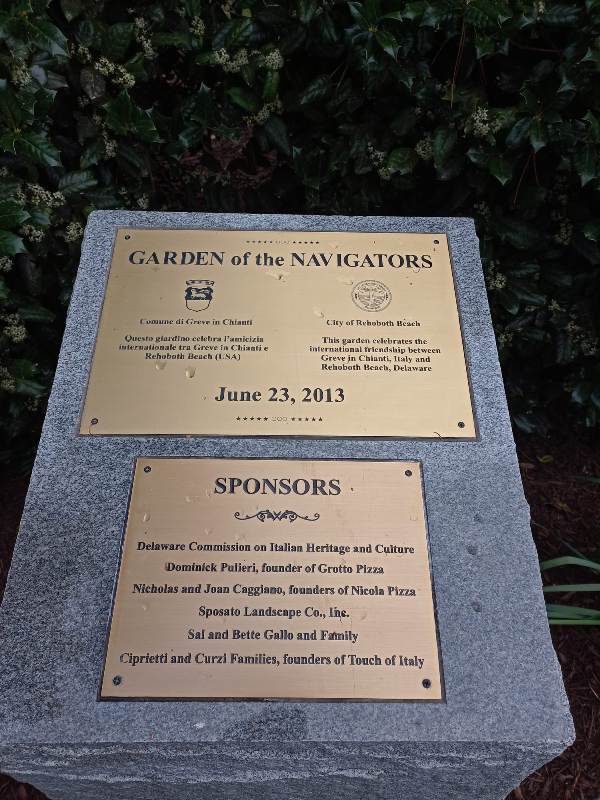 GARDEN of the NAVIGATORS
Comune di Greve in Chianti
Questo giardino celebra l'amicizia
internationale tra Greve in Chianti e
Rehoboth Beach (USA)
City of Rehoboth Beach
This garden celebrates the
international friendship between
Greve in Chianti, Italy and
Rehoboth Beach, Delaware
June 23, 2013
SPONSORS
Delaware Commission on Italian Heritage and Culture
Dominick Pulieri, founder of Grotto Pizza
Nicholas and Joan Caggiano, founders of Nicola Pizza
Sposato Landscape Co., Inc.
Sal and Bette Gallo and Family
Ciprietti and Curzi Families, founders of Touch of Italy